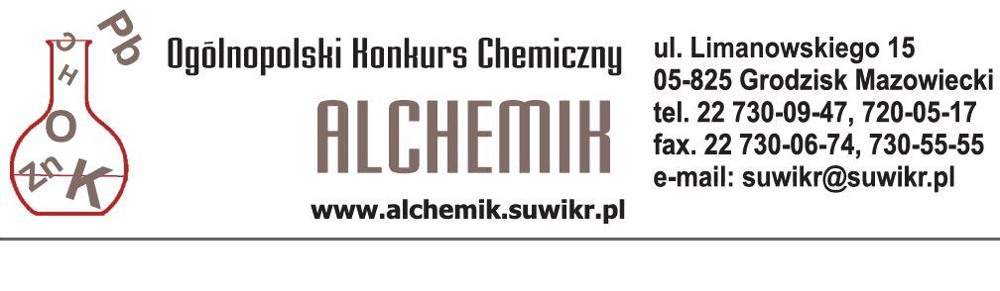 Pb
C
H
O
Zn
K
Ogólnopolski Konkurs Chemiczny
ALCHEMIK
www.alchemik.suwikr.pl
ul. Limanowskiego 15
05-825 Grodzisk Mazowiecki
tel. 22 730-09-47, 720-05-17
fax. 22 730-06-74, 730-55-55
e-mail: suwikr@suwikr.pl